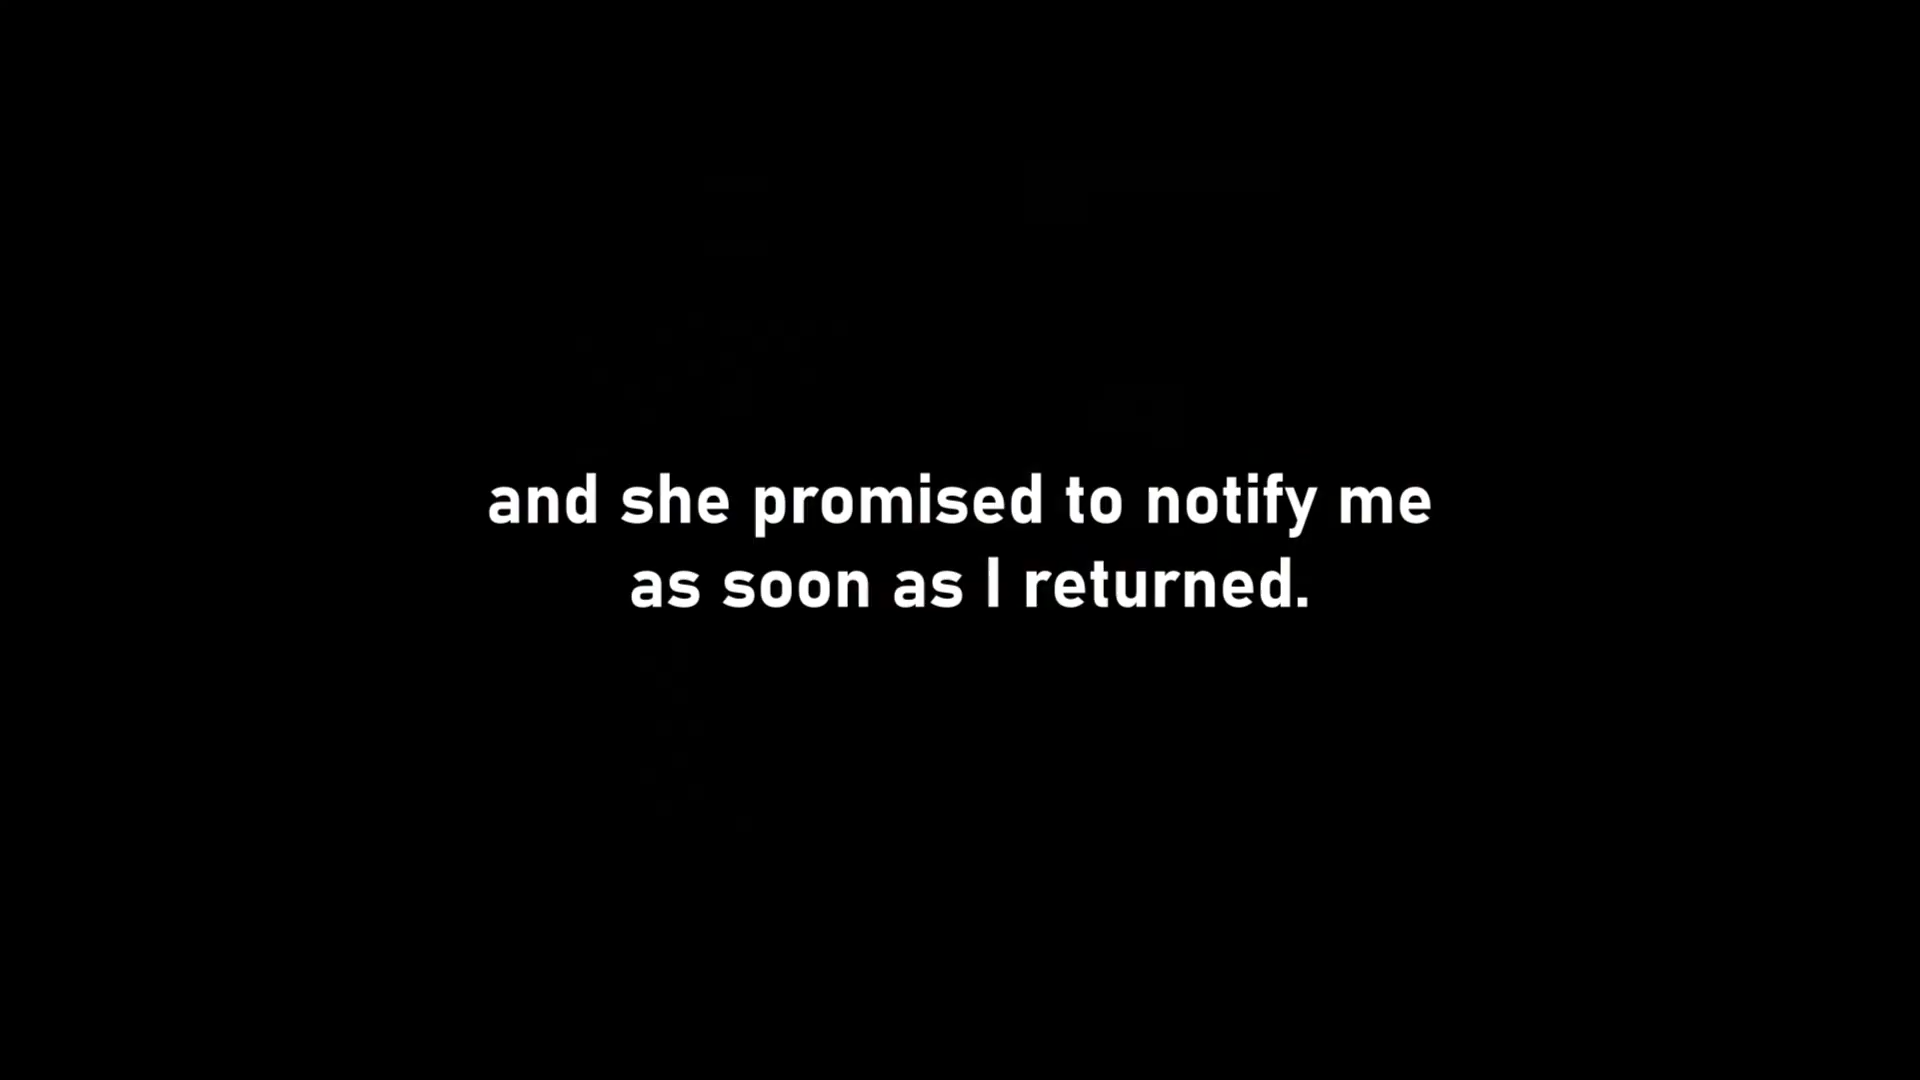 and she promised to notify me
as soon as I returned.